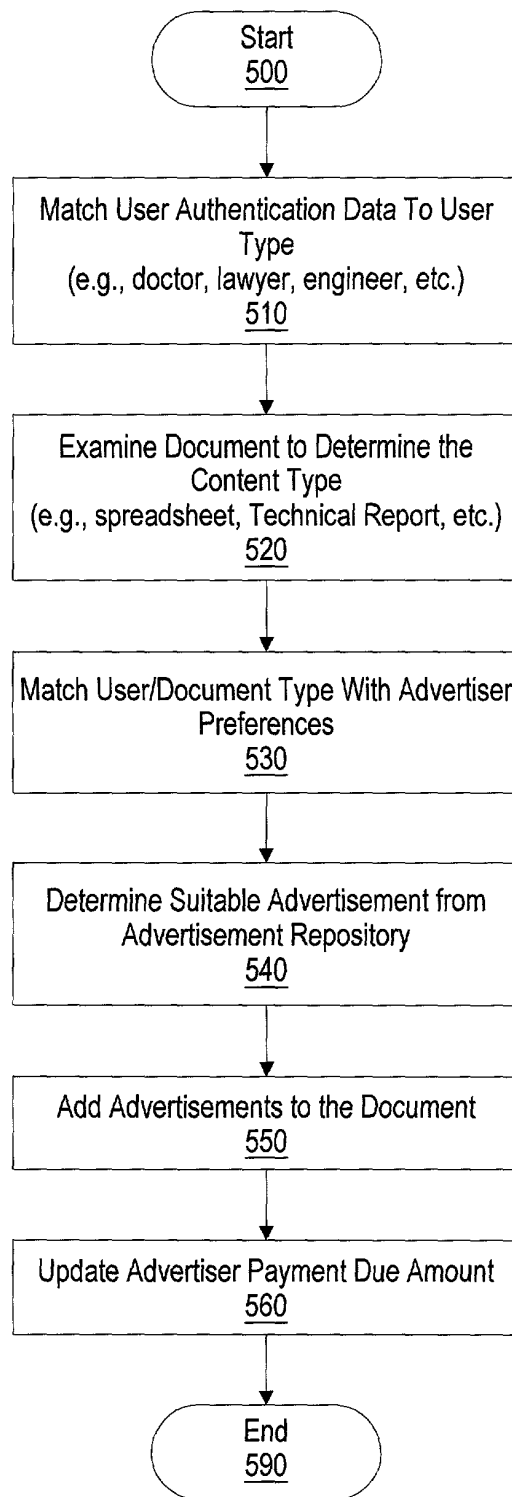 Start
500
Match User Authentication Data To User
Type
(e.g., doctor, lawyer, engineer, etc.)
510
Examine Document to Determine the
Content Type
(e.g., spreadsheet, Technical Report, etc.)
520
Match User/Document Type With Advertiser
Preferences
530
Determine Suitable Advertisement from
Advertisement Repository
540
Add Advertisements to the Document
550
Update Advertiser Payment Due Amount
560
End
590